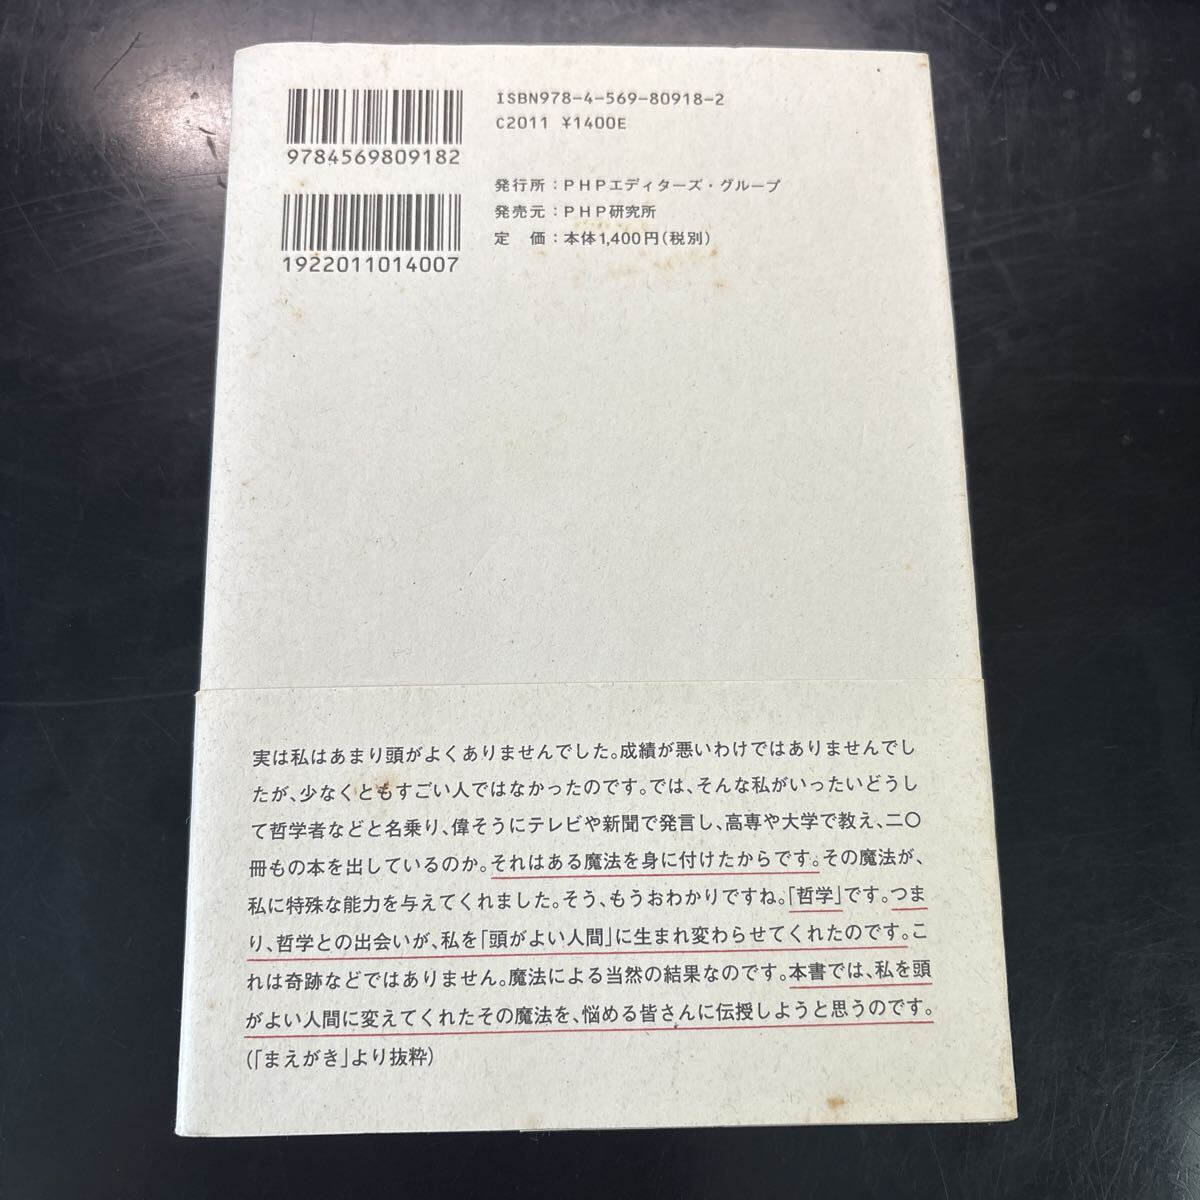 ISBN978-4-569-80918-2
C2011 ¥1400E
9784569809182
発行所：PHPエディターズ・グループ
発売元：PHP研究所
定　価：本体1,400円(税別)
1922011014007
実は私はあまり頭がよくありませんでした。成績が悪いわけではありませんでし
たが、少なくともすごい人ではなかったのです。では、そんな私がいったいどうし
て哲学者などと名乗り、偉そうにテレビや新聞で発言し、高専や大学で教え、二〇
冊もの本を出しているのか。それはある魔法を身に付けたからです。その魔法が、
私に特殊な能力を与えてくれました。そう、もうおわかりですね。「哲学」です。つま
り、哲学との出会いが、私を「頭がよい人間」に生まれ変わらせてくれたのです。こ
れは奇跡などではありません。魔法による当然の結果なのです。本書では、私を頭
がよい人間に変えてくれたその魔法を、悩める皆さんに伝授しようと思うのです。
(「まえがき」より抜粋)